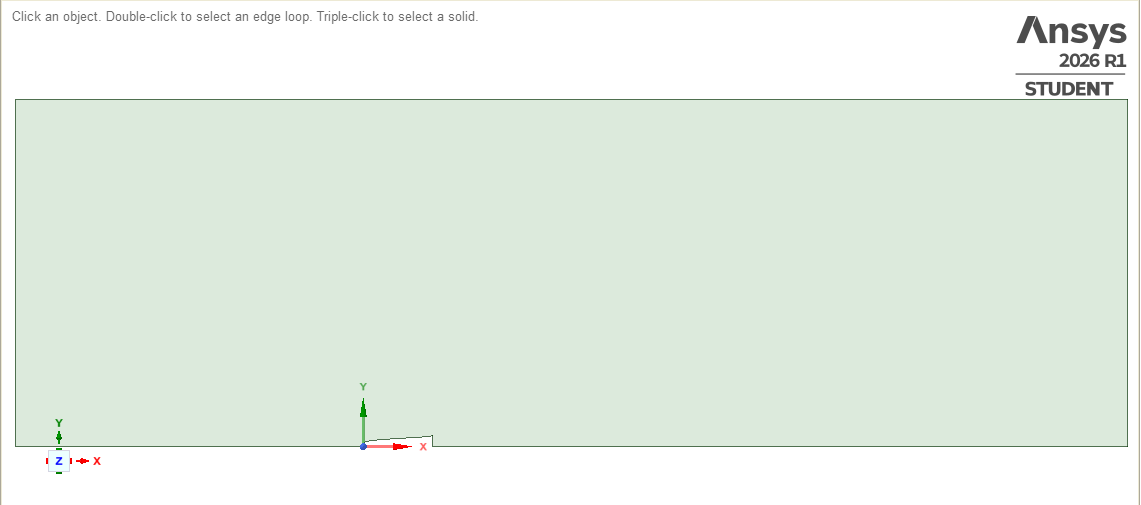 Click an object. Double-click to select an edge loop. Triple-click to select a solid.
Ansys
2026 R1
STUDENT
Y
X
Y
Z
X